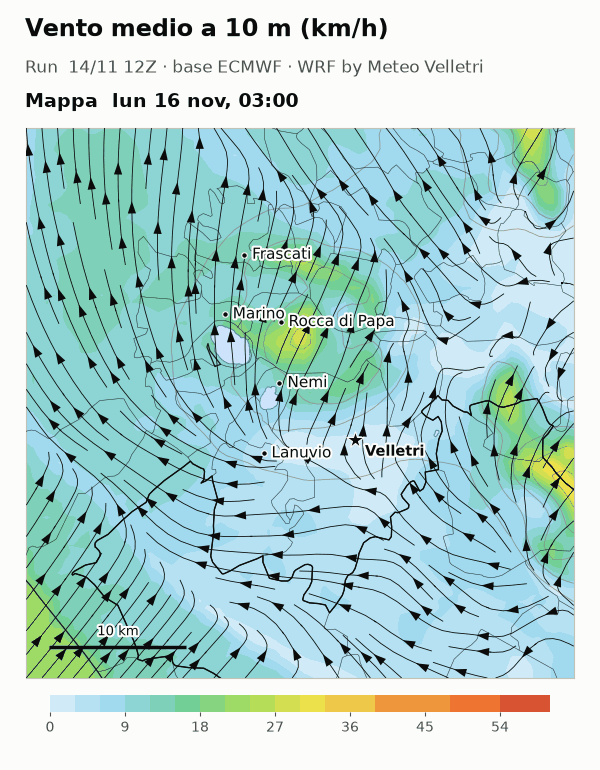 Vento medio a 10 m (km/h)
Run 14/11 12Z · base ECMWF · WRF by Meteo Velletri
Mappa lun 16 nov, 03:00
Frascati
Marino
Rocca di Papa
Nemi
Lanuvio
Velletri
10 km
0 9 18 27 36 45 54